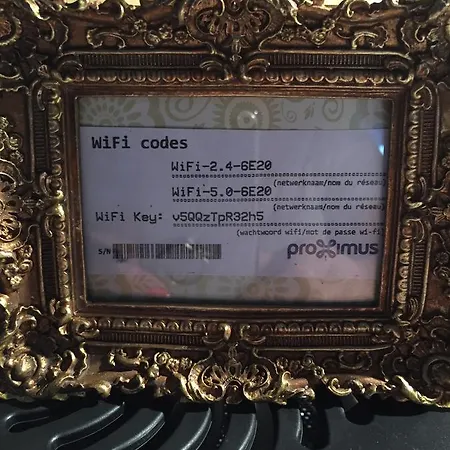 WiFi codes
WiFi-2.4-6E20
(netwerknaam/nom du réseau
WiFi-5.0-6E20
(netwerknaam/nom du réseau
WiFi Key: v5QQzTpR32h5
(wachtwoord wifi/mot de passe wi-fi
S/N
proximus